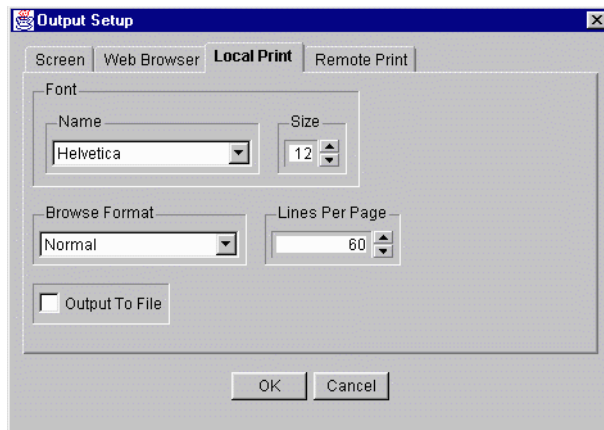 Output Setup
Screen Web Browser Local Print Remote Print
Font
Name Size
Helvetica 12
Browse Format Lines Per Page
Normal 60
Output To File
OK Cancel